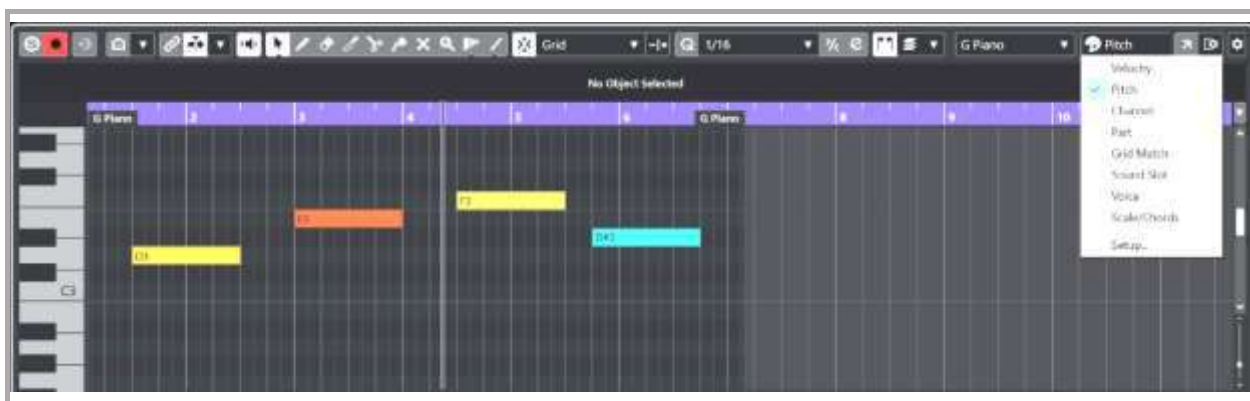 Grid 1/16 G Piano Pitch
No Object Selected
G Piano 2 3 4 5 6 G Piano 8 9 10
Velocity
Pitch
Channel
Part
Grid Match
Sound Slot
Voice
Scale/Chords
Setup...
C3